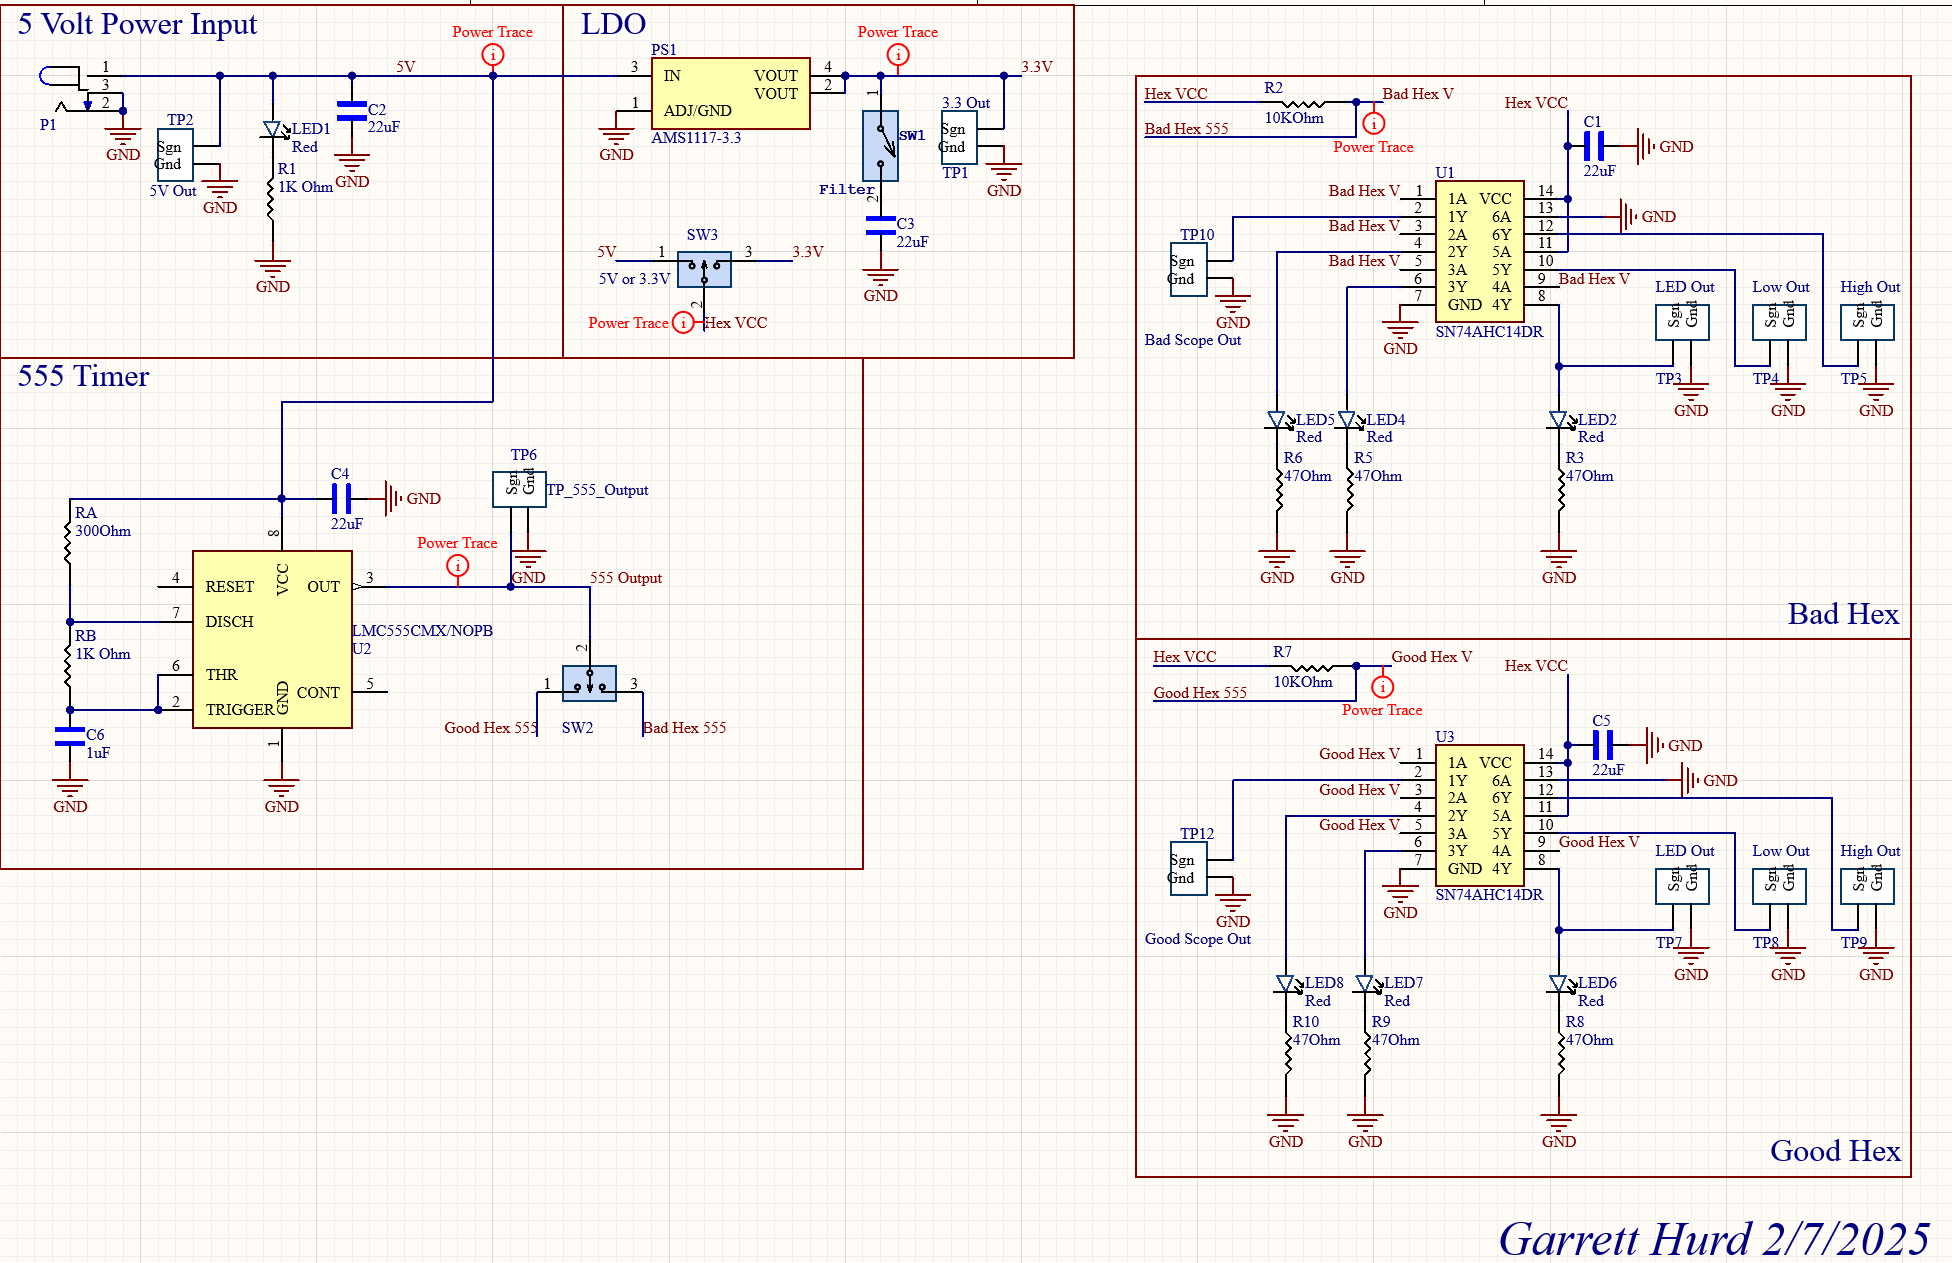 5 Volt Power Input
Power Trace
i
5V
1
3
2
P1
GND
TP2
Sgn
Gnd
5V Out
GND
LED1
Red
R1
1K Ohm
GND
C2
22uF
GND
LDO
PS1
3
IN
VOUT
4
VOUT
2
1
ADJ/GND
GND
AMS1117-3.3
Power Trace
i
3.3V
1
SW1
Filter
2
C3
22uF
GND
3.3 Out
Sgn
Gnd
TP1
GND
SW3
5V
1
3
3.3V
5V or 3.3V
2
Power Trace
i
Hex VCC
555 Timer
C4
22uF
GND
RA
300Ohm
RB
1K Ohm
C6
1uF
GND
8
VCC
4
RESET
OUT
3
7
DISCH
6
THR
2
TRIGGER
GND
CONT
5
1
GND
LMC555CMX/NOPB
U2
Power Trace
i
TP6
Sgn
Gnd
TP_555_Output
GND
555 Output
2
1
3
Good Hex 555
SW2
Bad Hex 555
Hex VCC
R2
10KOhm
Bad Hex V
Bad Hex 555
i
Power Trace
Hex VCC
C1
22uF
GND
U1
Bad Hex V
1
1A
VCC
14
2
1Y
6A
13
GND
Bad Hex V
3
2A
6Y
12
4
2Y
5A
11
Bad Hex V
5
3A
5Y
10
6
3Y
4A
9
Bad Hex V
7
GND
4Y
8
GND
SN74AHC14DR
TP10
Sgn
Gnd
GND
Bad Scope Out
LED Out
Sgn
Gnd
TP3
GND
Low Out
Sgn
Gnd
TP4
GND
High Out
Sgn
Gnd
TP5
GND
LED5
Red
R6
47Ohm
GND
LED4
Red
R5
47Ohm
GND
LED2
Red
R3
47Ohm
GND
Bad Hex
Hex VCC
R7
10KOhm
Good Hex V
Good Hex 555
i
Power Trace
Hex VCC
C5
22uF
GND
U3
Good Hex V
1
1A
VCC
14
2
1Y
6A
13
GND
Good Hex V
3
2A
6Y
12
4
2Y
5A
11
Good Hex V
5
3A
5Y
10
6
3Y
4A
9
Good Hex V
7
GND
4Y
8
GND
SN74AHC14DR
TP12
Sgn
Gnd
GND
Good Scope Out
LED Out
Sgn
Gnd
TP7
GND
Low Out
Sgn
Gnd
TP8
GND
High Out
Sgn
Gnd
TP9
GND
LED8
Red
R10
47Ohm
GND
LED7
Red
R9
47Ohm
GND
LED6
Red
R8
47Ohm
GND
Good Hex
Garrett Hurd 2/7/2025